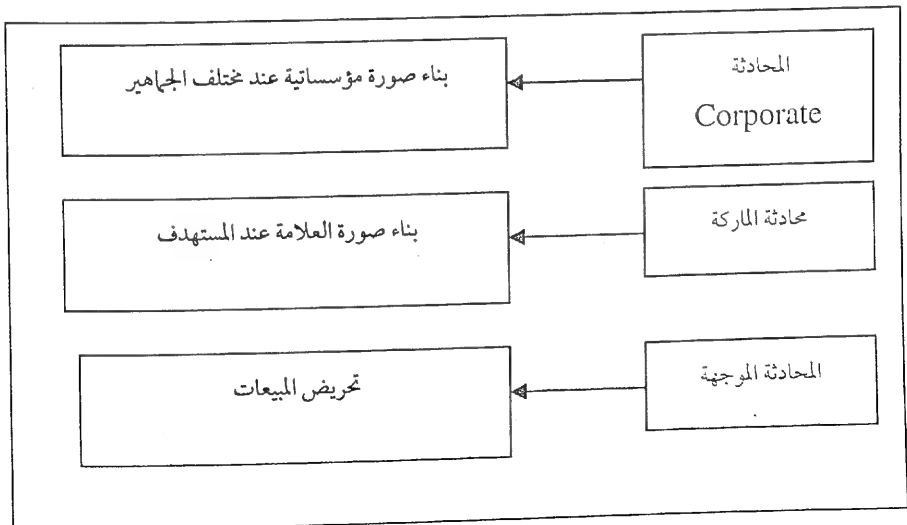 المحادثة
Corporate
بناء صورة مؤسساتية عند مختلف الجماهير
محادثة الماركة
بناء صورة العلامة عند المستهدف
المحادثة الموجهة
تحريض المبيعات